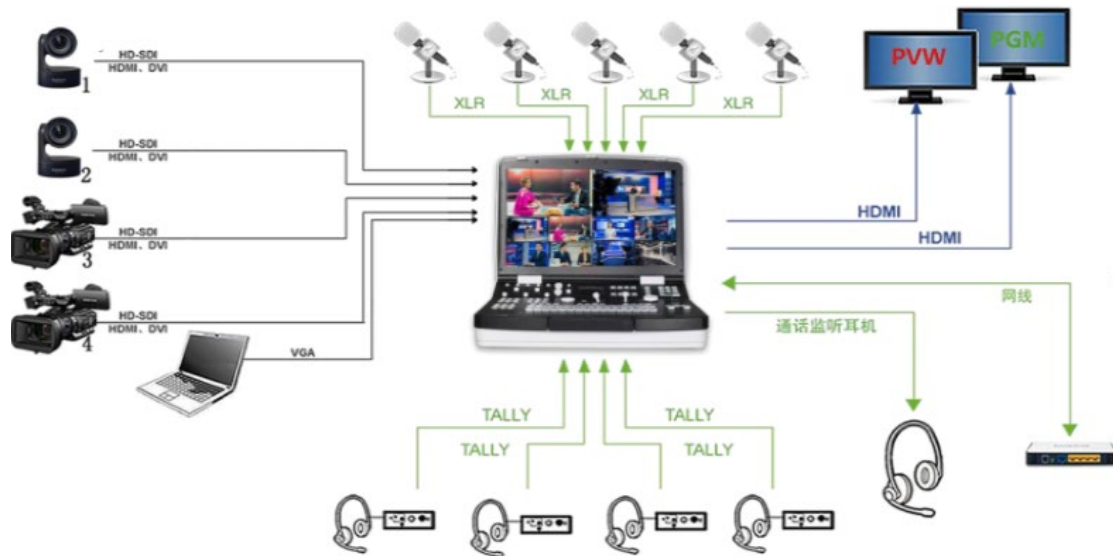 HD-SDI
HDMI、DVI
1
HD-SDI
HDMI、DVI
2
HD-SDI
HDMI、DVI
3
HD-SDI
HDMI、DVI
4
VGA
XLR
XLR
XLR
XLR
PVW
PGM
HDMI
HDMI
网线
通话监听耳机
TALLY
TALLY
TALLY
TALLY